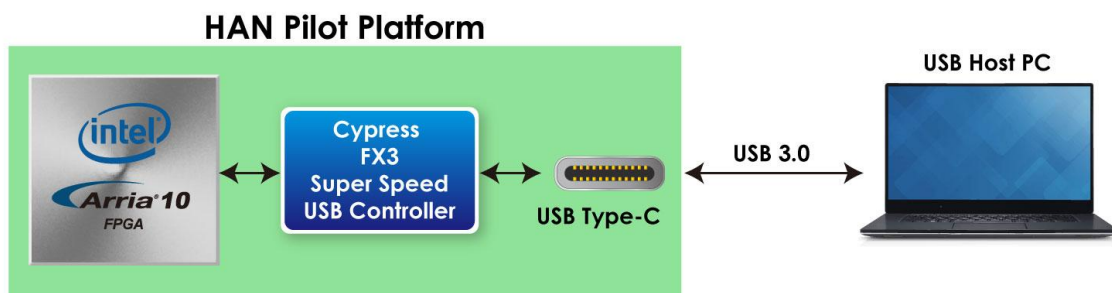 HAN Pilot Platform
intel
Arria® 10
FPGA
Cypress
FX3
Super Speed
USB Controller
USB Type-C
USB 3.0
USB Host PC